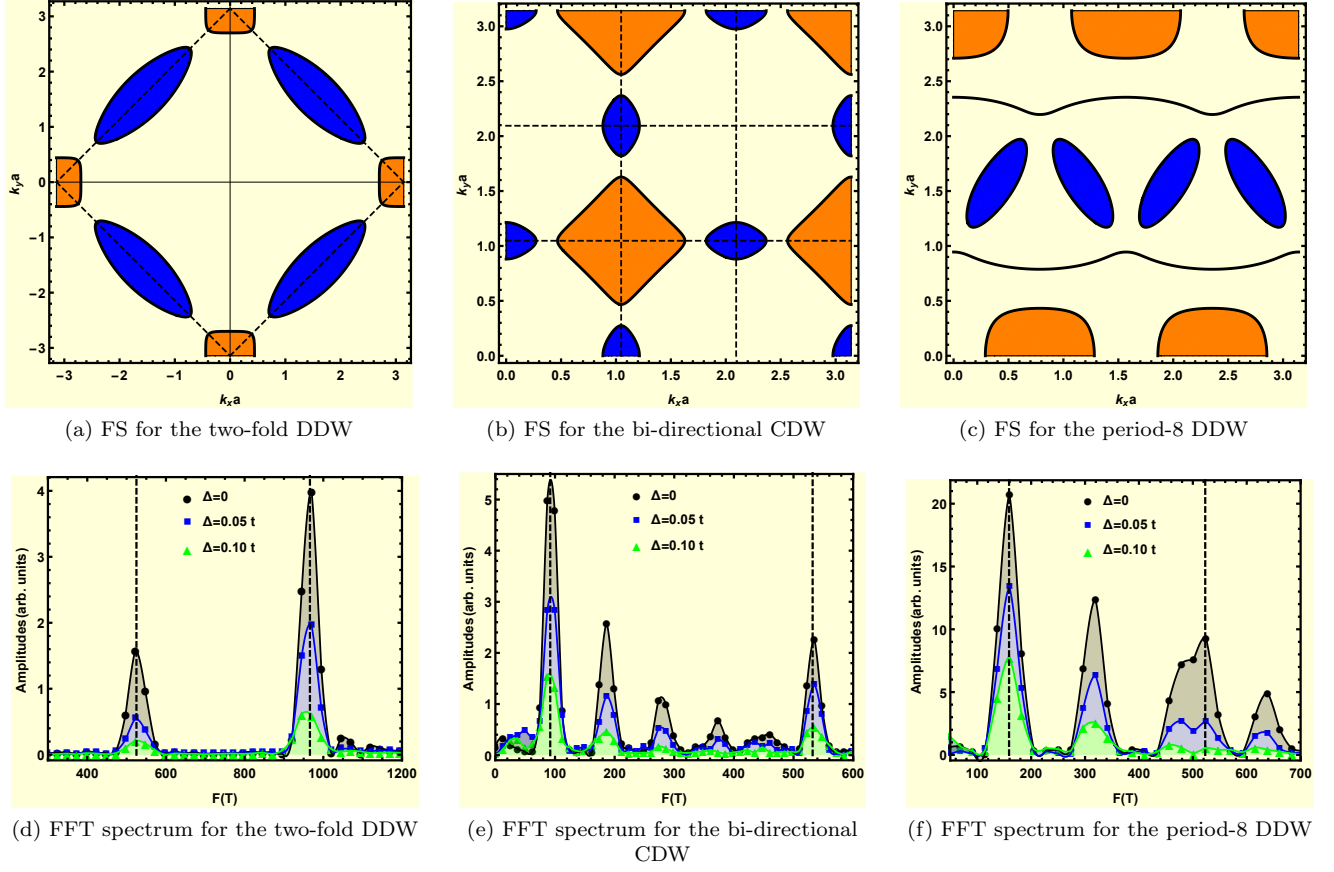 3
2
1
0
−1
−2
−3
−3 −2 −1 0 1 2 3
kya
kxa
(a) FS for the two-fold DDW
3.0
2.5
2.0
1.5
1.0
0.5
0.0
0.0 0.5 1.0 1.5 2.0 2.5 3.0
kya
kxa
(b) FS for the bi-directional CDW
3.0
2.5
2.0
1.5
1.0
0.5
0.0
0.0 0.5 1.0 1.5 2.0 2.5 3.0
kya
kxa
(c) FS for the period-8 DDW
Amplitudes(arb. units)
4
3
2
1
0
400 600 800 1000 1200
F(T)
Δ=0
Δ=0.05 t
Δ=0.10 t
(d) FFT spectrum for the two-fold DDW
Amplitudes(arb. units)
5
4
3
2
1
0
0 100 200 300 400 500 600
F(T)
Δ=0
Δ=0.05 t
Δ=0.10 t
(e) FFT spectrum for the bi-directional
CDW
Amplitudes(arb. units)
20
15
10
5
0
100 200 300 400 500 600 700
F(T)
Δ=0
Δ=0.05 t
Δ=0.10 t
(f) FFT spectrum for the period-8 DDW